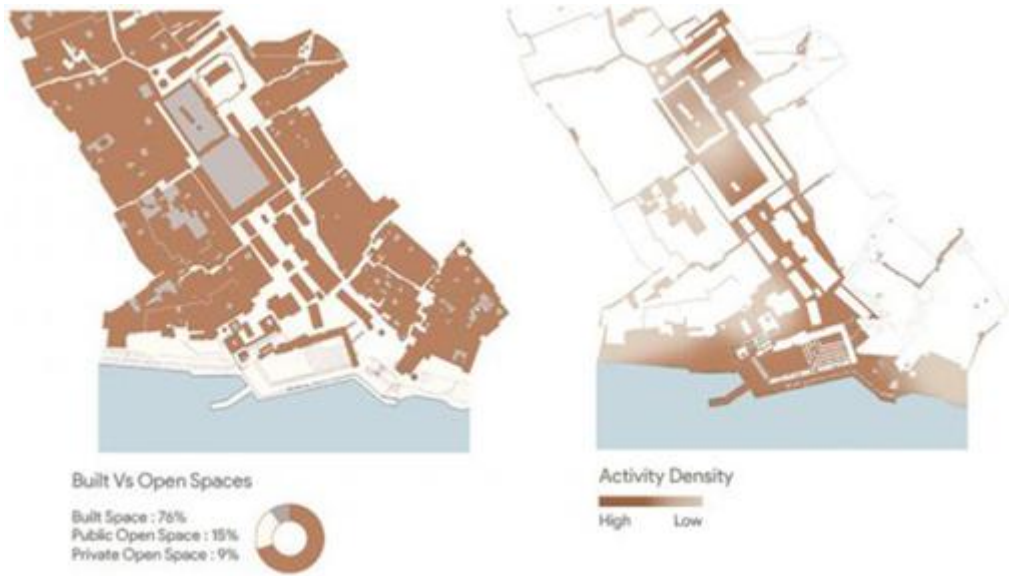 Built Vs Open Spaces
Built Space : 76%
Public Open Space : 15%
Private Open Space : 9%
Activity Density
High Low